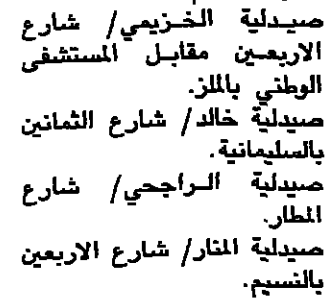 صيدلية الخزيمي/ شارع
الاربعين مقابل المستشفى
الوطني بالملز.
صيدلية خالد/ شارع الثمانين
بالسليمانية.
صيدلية الراجحي/ شارع
المطار.
صيدلية المنار/ شارع الاربعين
بالنسيم.